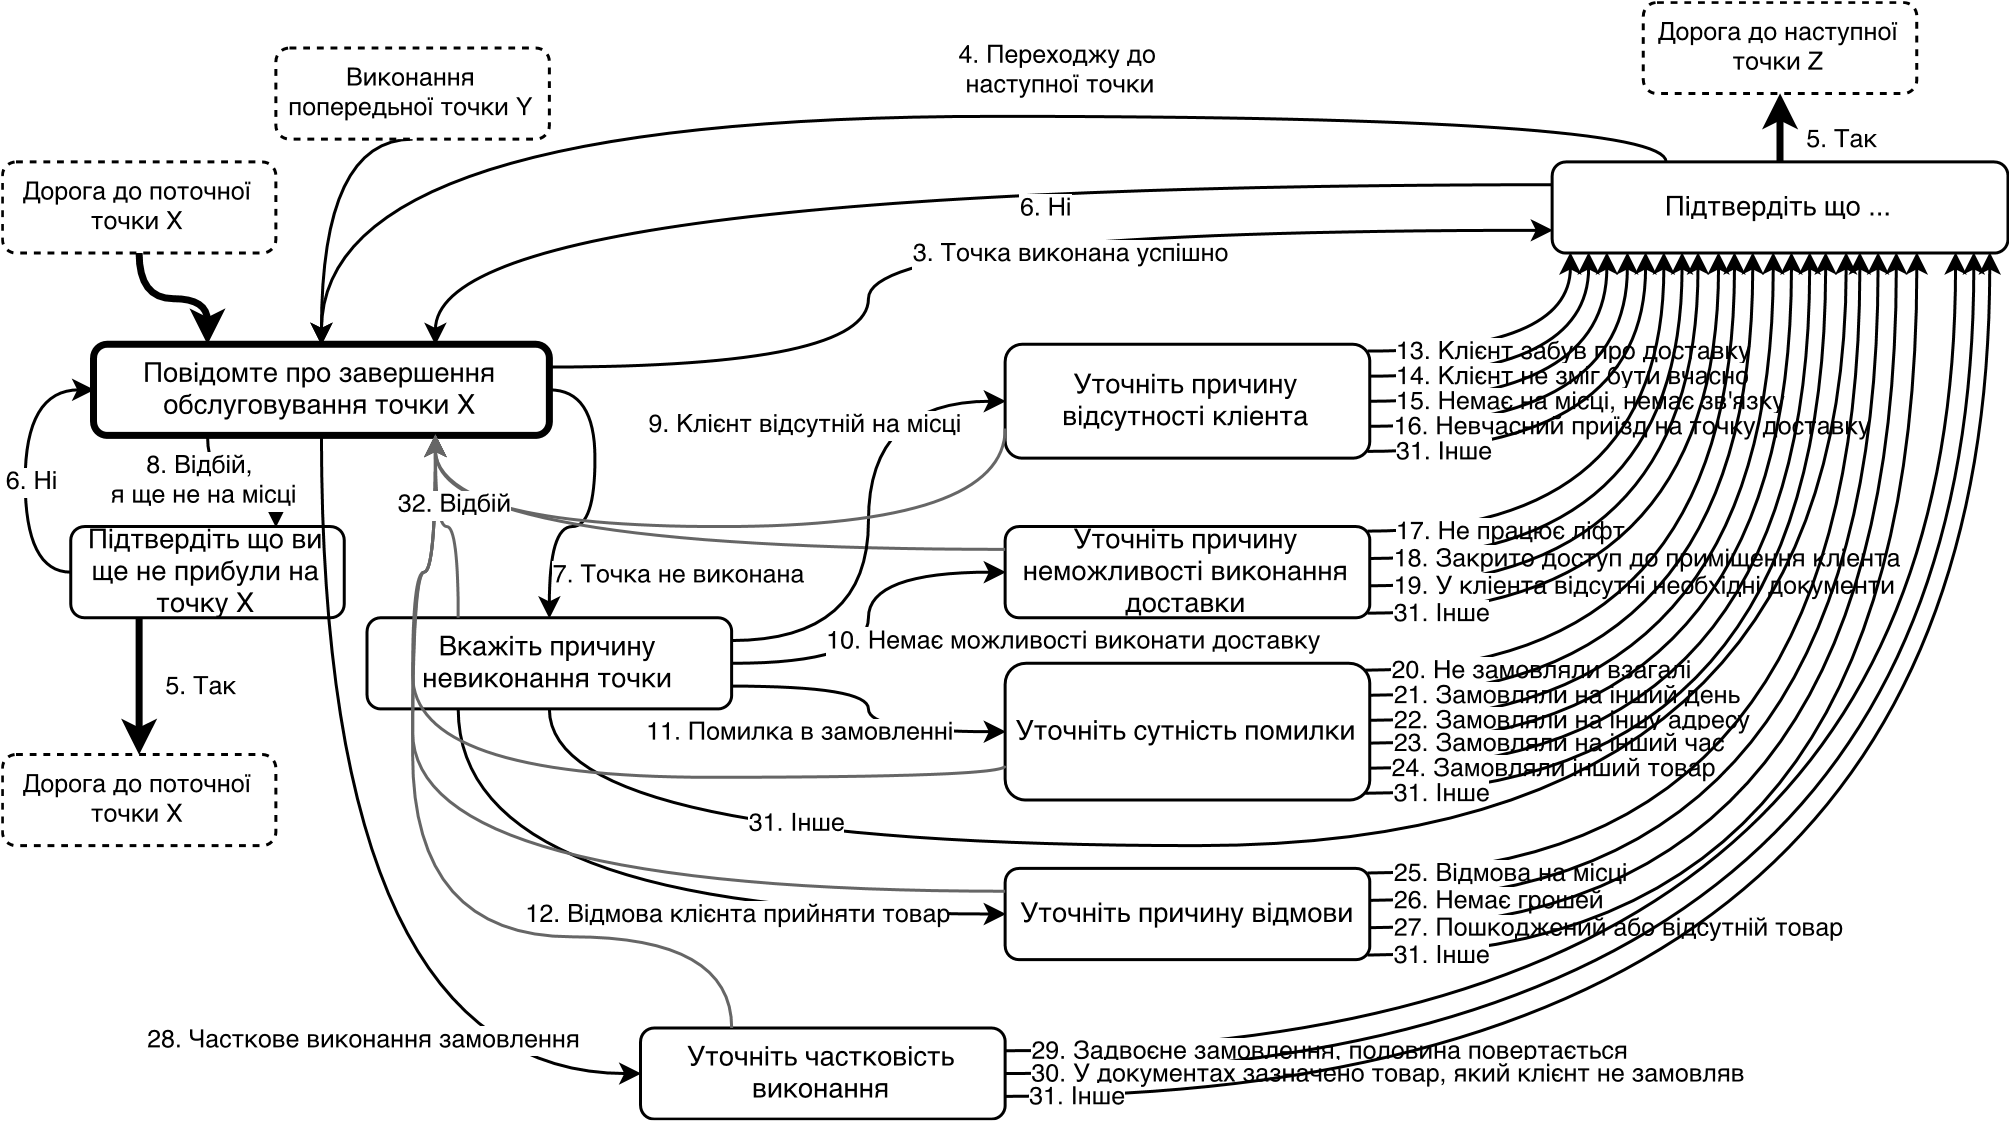 Дорога до наступної
точки Z
4. Переходжу до
наступної точки
Виконання
попередьної точки Y
5. Так
Дорога до поточної
точки X
6. Ні
Підтвердіть що ...
3. Точка виконана успішно
Повідомте про завершення
обслуговування точки X
13. Клієнт забув про доставку
14. Клієнт не зміг бути вчасно
15. Немає на місці, немає зв'язку
16. Невчасний приїзд на точку доставку
31. Інше
Уточніть причину
відсутності клієнта
9. Клієнт відсутній на місці
6. Ні
8. Відбій,
я ще не на місці
32. Відбій
Підтвердіть що ви
ще не прибули на
точку X
7. Точка не виконана
Уточніть причину
неможливості виконання
доставки
17. Не працює ліфт
18. Закрито доступ до приміщення клієнта
19. У клієнта відсутні необхідні документи
31. Інше
10. Немає можливості виконати доставку
Вкажіть причину
невиконання точки
5. Так
11. Помилка в замовленні
Уточніть сутність помилки
20. Не замовляли взагалі
21. Замовляли на інший день
22. Замовляли на іншу адресу
23. Замовляли на інший час
24. Замовляли інший товар
31. Інше
Дорога до поточної
точки X
31. Інше
12. Відмова клієнта прийняти товар
Уточніть причину відмови
25. Відмова на місці
26. Немає грошей
27. Пошкоджений або відсутній товар
31. Інше
28. Часткове виконання замовлення
Уточніть частковість
виконання
29. Задвоєне замовлення, половина повертається
30. У документах зазначено товар, який клієнт не замовляв
31. Інше